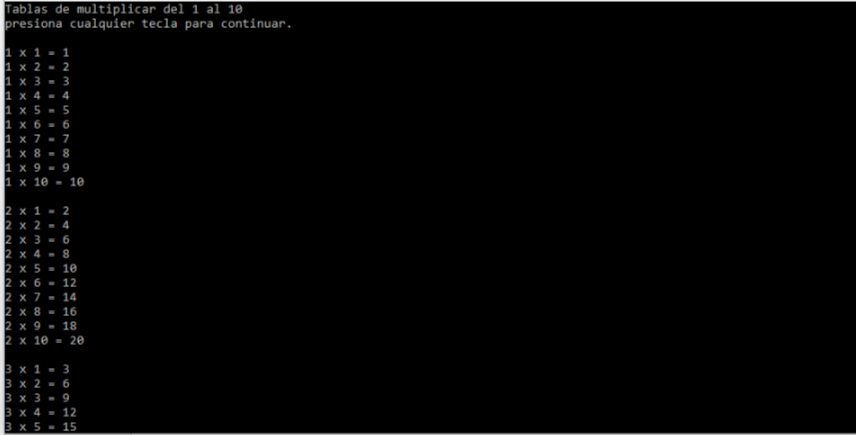 Tablas de multiplicar del 1 al 10
presiona cualquier tecla para continuar.
1 x 1 = 1
1 x 2 = 2
1 x 3 = 3
1 x 4 = 4
1 x 5 = 5
1 x 6 = 6
1 x 7 = 7
1 x 8 = 8
1 x 9 = 9
1 x 10 = 10
2 x 1 = 2
2 x 2 = 4
2 x 3 = 6
2 x 4 = 8
2 x 5 = 10
2 x 6 = 12
2 x 7 = 14
2 x 8 = 16
2 x 9 = 18
2 x 10 = 20
3 x 1 = 3
3 x 2 = 6
3 x 3 = 9
3 x 4 = 12
3 x 5 = 15